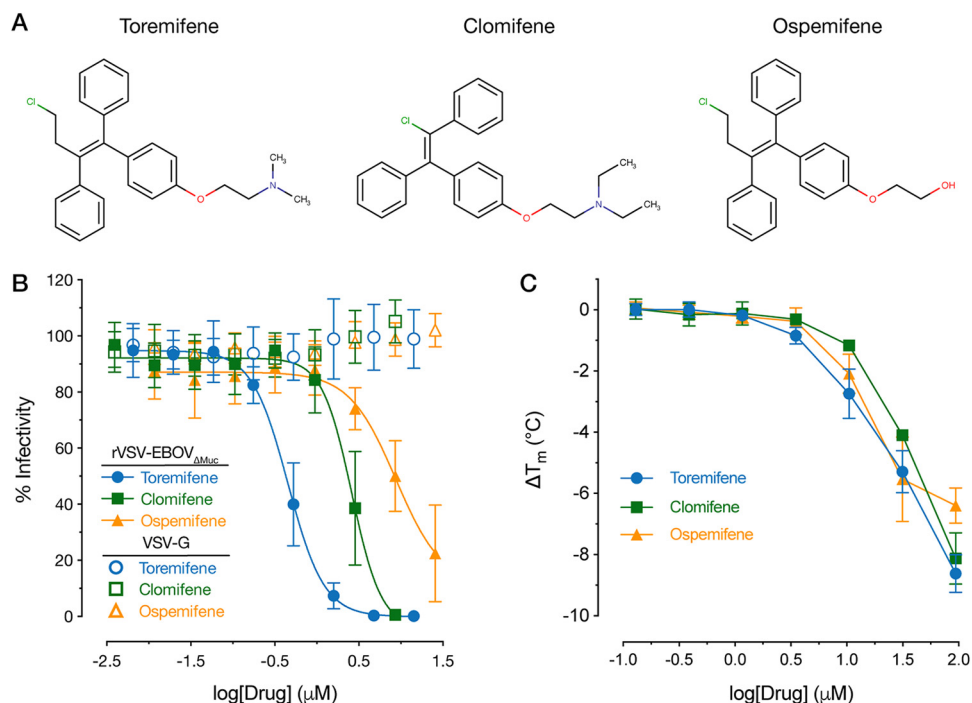 A
Toremifene
Clomifene
Ospemifene
Cl
O
N
CH₃
CH₃
Cl
O
N
CH₃
CH₃
Cl
O
OH
B
% Infectivity
120
100
80
60
40
20
0
rVSV-EBOVΔMuc
Toremifene
Clomifene
Ospemifene
VSV-G
Toremifene
Clomifene
Ospemifene
-2.5 -1.5 -0.5 0.5 1.5
log[Drug] (μM)
C
ΔTm (°C)
0
-2
-4
-6
-8
-10
Toremifene
Clomifene
Ospemifene
-1.0 -0.5 0.0 0.5 1.0 1.5 2.0
log[Drug] (μM)